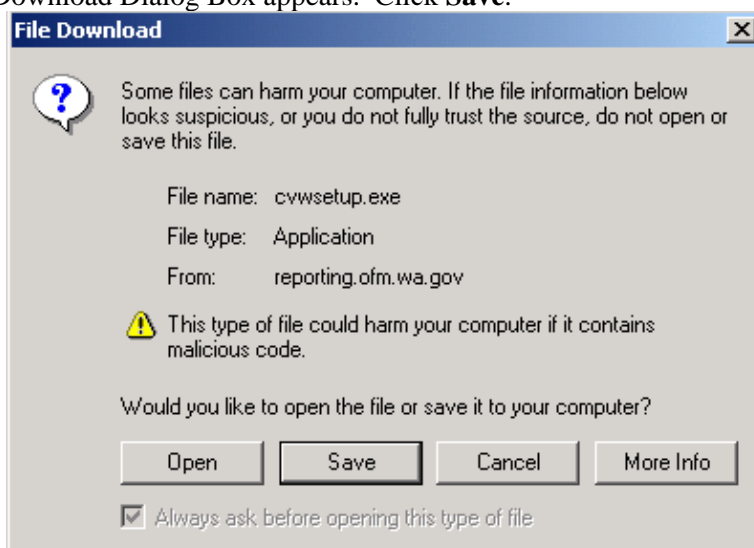 Download Dialog Box appears. Click Save.
File Download
Some files can harm your computer. If the file information below
looks suspicious, or you do not fully trust the source, do not open or
save this file.
File name: cvwsetup.exe
File type: Application
From: reporting.ofm.wa.gov
This type of file could harm your computer if it contains
malicious code.
Would you like to open the file or save it to your computer?
Open Save Cancel More Info
Always ask before opening this type of file